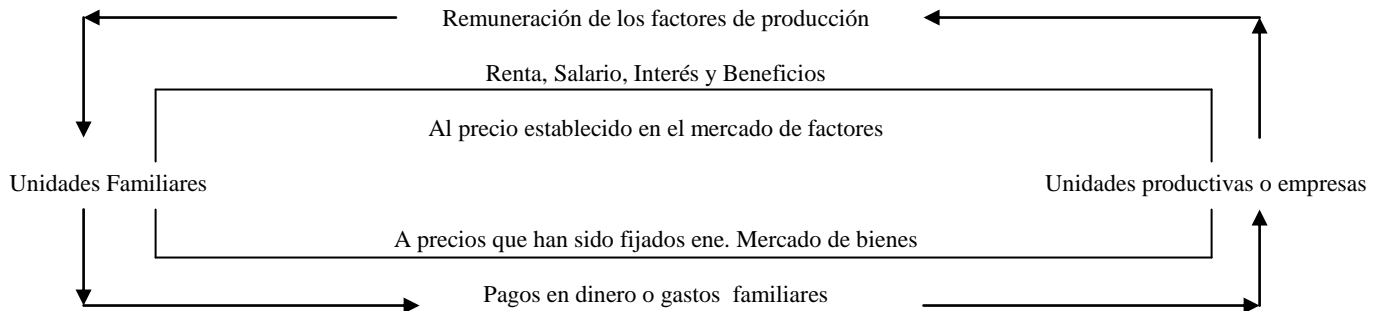 Remuneración de los factores de producción
Renta, Salario, Interés y Beneficios
Al precio establecido en el mercado de factores
Unidades Familiares
Unidades productivas o empresas
A precios que han sido fijados ene. Mercado de bienes
Pagos en dinero o gastos familiares